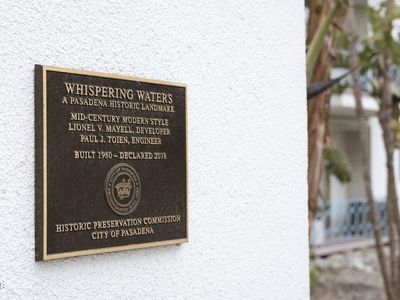 WHISPERING WATERS
A PASADENA HISTORIC LANDMARK
MID-CENTURY MODERN STYLE
LIONEL V. MAYELL, DEVELOPER
PAUL J. TOIEN, ENGINEER
BUILT 1960 – DECLARED 2018
HISTORIC PRESERVATION COMMISSION
CITY OF PASADENA